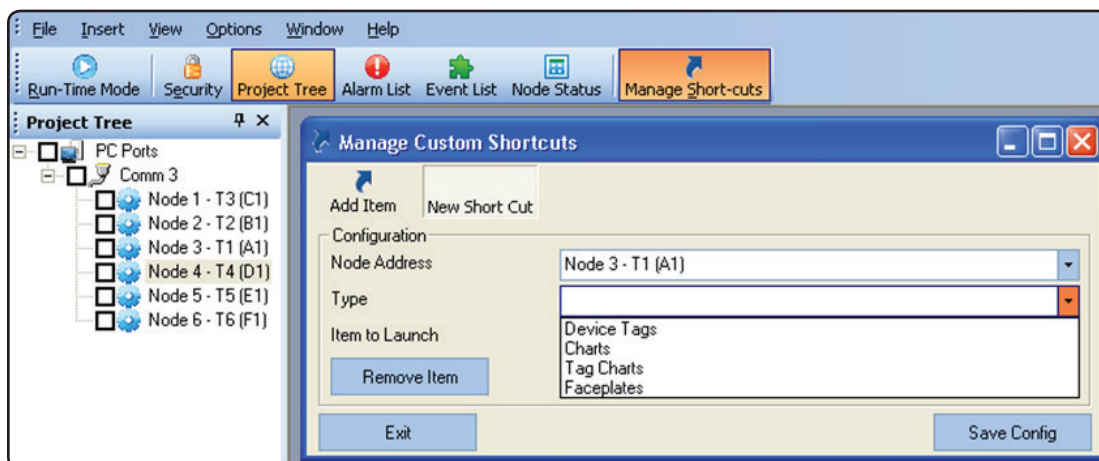 File Insert View Options Window Help
Run-Time Mode Security Project Tree Alarm List Event List Node Status Manage Short-cuts
Project Tree
PC Ports
Comm 3
Node 1 - T3 (C1)
Node 2 - T2 (B1)
Node 3 - T1 (A1)
Node 4 - T4 (D1)
Node 5 - T5 (E1)
Node 6 - T6 (F1)
Manage Custom Shortcuts
Add Item New Short Cut
Configuration
Node Address Node 3 - T1 (A1)
Type
Item to Launch
Device Tags
Charts
Tag Charts
Faceplates
Remove Item
Exit Save Config